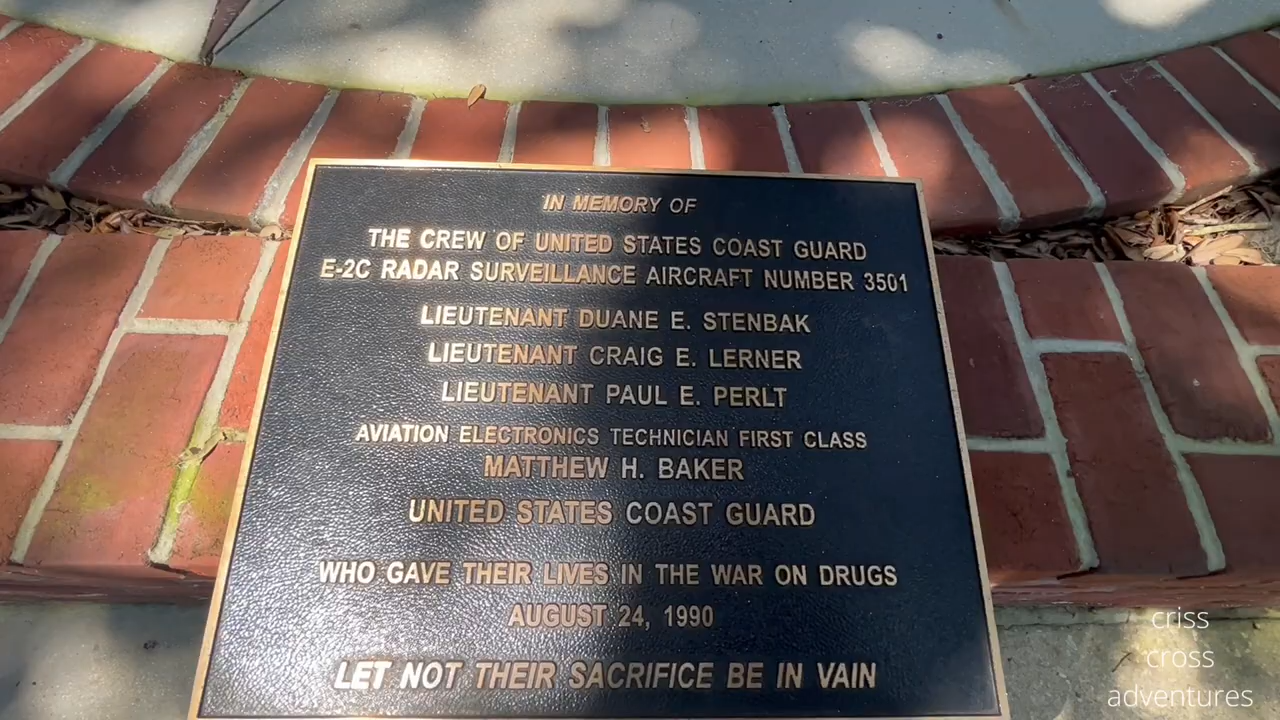 IN MEMORY OF
THE CREW OF UNITED STATES COAST GUARD
E-2C RADAR SURVEILLANCE AIRCRAFT NUMBER 3501
LIEUTENANT DUANE E. STENBAK
LIEUTENANT CRAIG E. LERNER
LIEUTENANT PAUL E. PERLT
AVIATION ELECTRONICS TECHNICIAN FIRST CLASS
MATTHEW H. BAKER
UNITED STATES COAST GUARD
WHO GAVE THEIR LIVES IN THE WAR ON DRUGS
AUGUST 24, 1990
LET NOT THEIR SACRIFICE BE IN VAIN
criss
cross
adventures